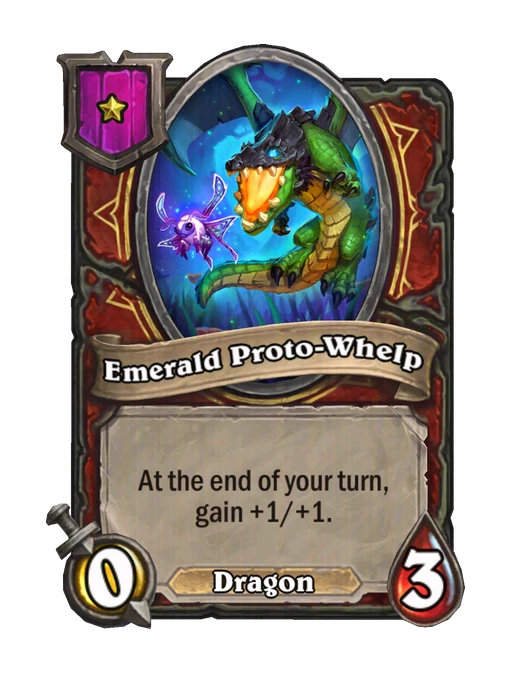 Emerald Proto-Whelp
At the end of your turn,
gain +1/+1.
0
Dragon
3